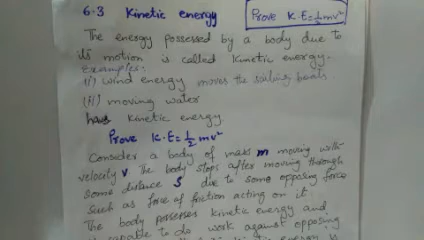 6.3 Kinetic energy
Prove K.E=½mv²
The energy possessed by a body due to
its motion is called kinetic energy.
Examples:
(i) wind energy moves the sailing boats
(ii) moving water
has kinetic energy.
Prove K.E=½mv²
Consider a body of mass m moving with
velocity v The body stops after moving through
some distance S due to some opposing force
such as force of friction acting on it
The body possesses kinetic energy and
capable to do work against opposing